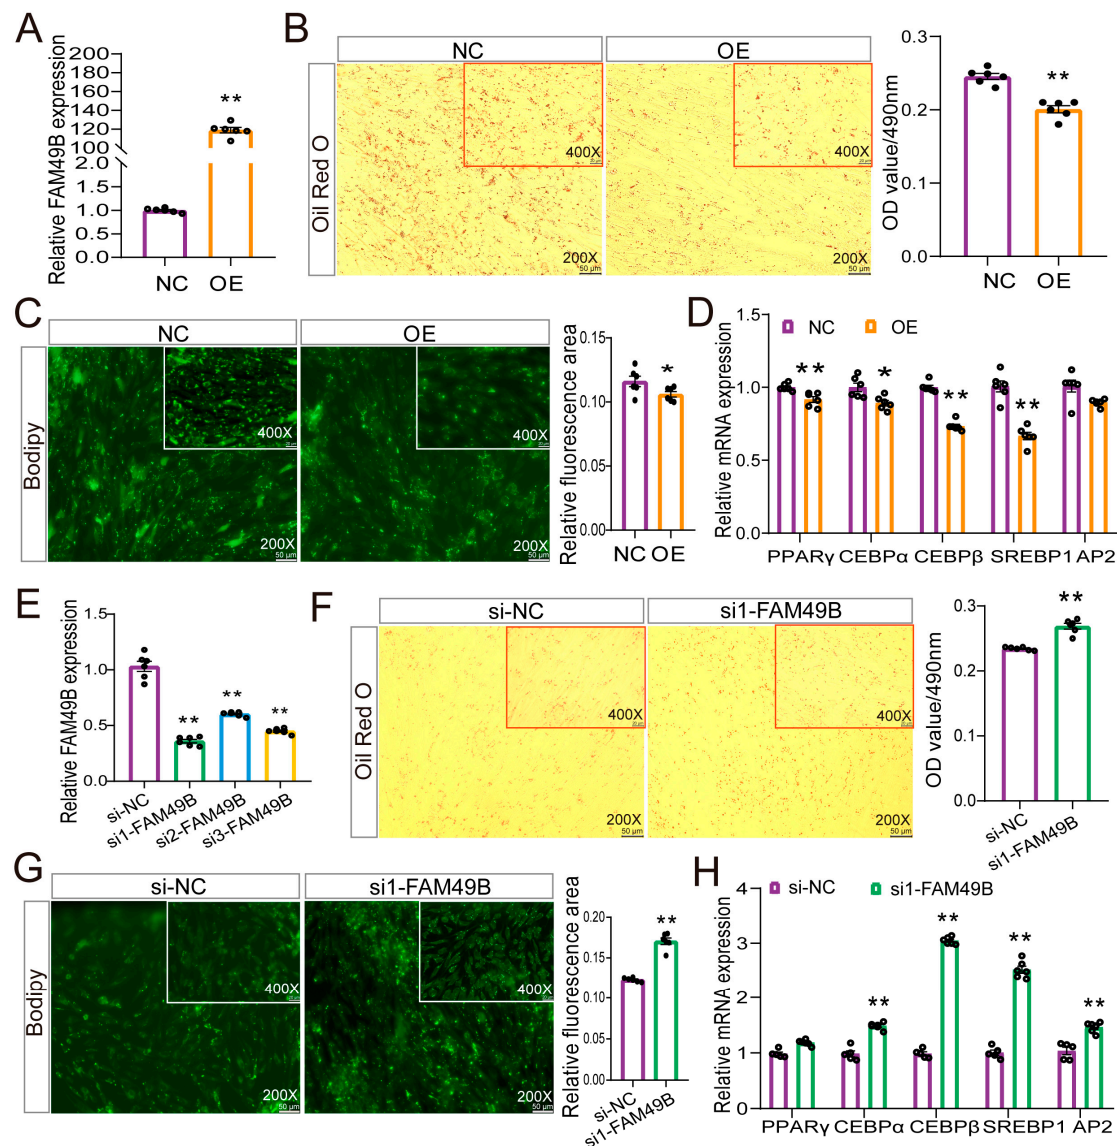 A
Relative FAM49B expression
200
180
160
140
120
100
2.0
1.5
1.0
0.5
0.0
**
NC OE
B
NC OE
Oil Red O
400X
200X
50 μm
400X
200X
50 μm
OD value/490nm
0.3
0.2
0.1
0.0
**
NC OE
C
NC OE
Bodipy
400X
200X
50 μm
400X
200X
50 μm
Relative fluorescence area
0.15
0.10
0.05
0.00
*
NC OE
D
NC OE
Relative mRNA expression
1.5
1.0
0.5
0.0
** * ** **
PPARγ CEBPα CEBPβ SREBP1 AP2
E
Relative FAM49B expression
1.5
1.0
0.5
0.0
** ** **
si-NC
si1-FAM49B
si2-FAM49B
si3-FAM49B
F
si-NC si1-FAM49B
Oil Red O
400X
200X
50 μm
400X
200X
50 μm
OD value/490nm
0.3
0.2
0.1
0.0
**
si-NC
si1-FAM49B
G
si-NC si1-FAM49B
Bodipy
400X
200X
50 μm
400X
200X
50 μm
Relative fluorescence area
0.20
0.15
0.10
0.05
0.00
**
si-NC
si1-FAM49B
H
si-NC si1-FAM49B
Relative mRNA expression
4
3
2
1
0
** ** ** **
PPARγ CEBPα CEBPβ SREBP1 AP2